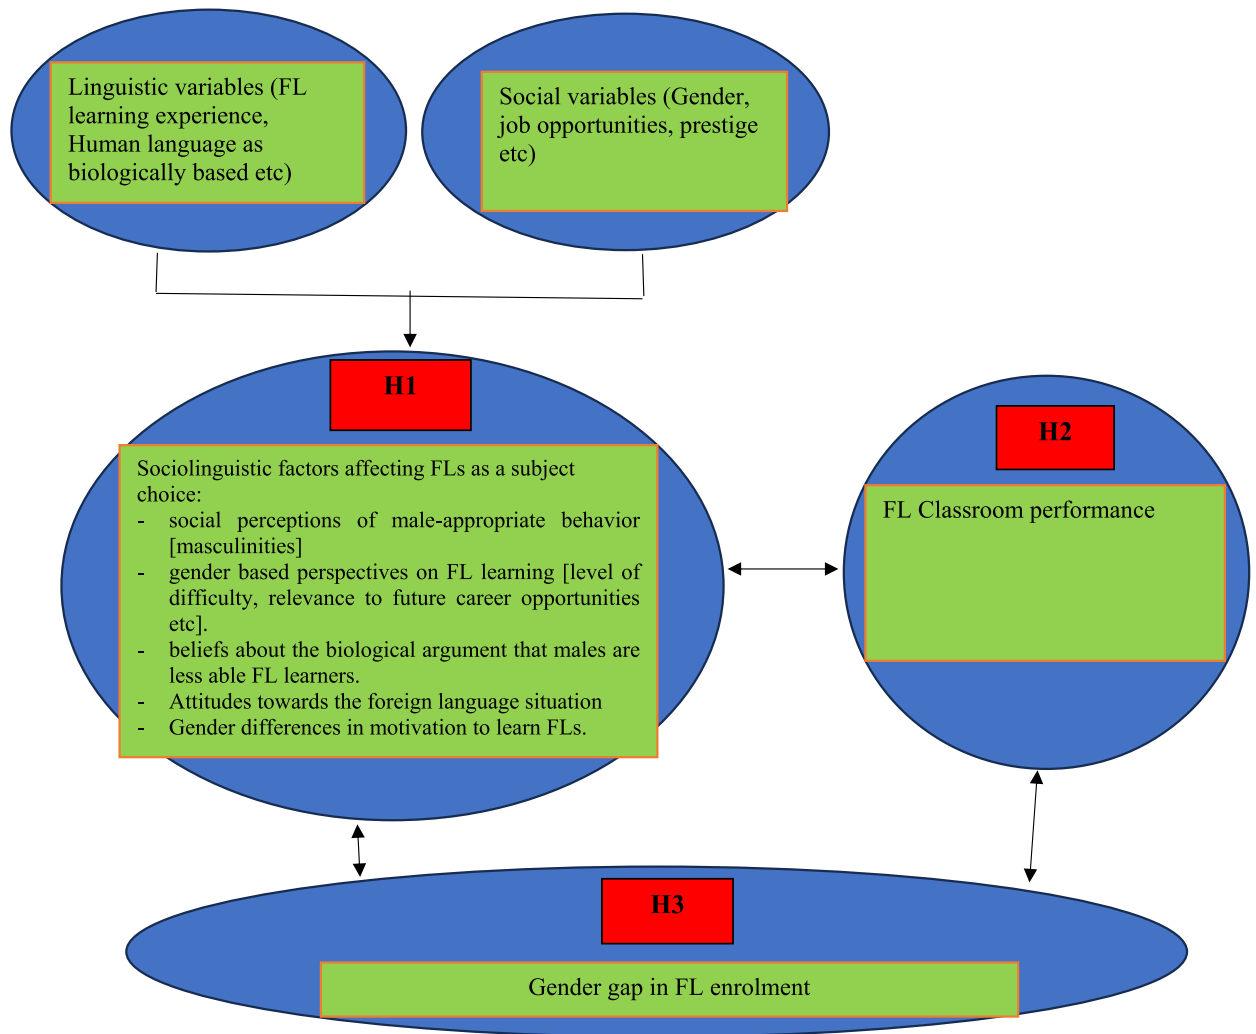 Linguistic variables (FL
learning experience,
Human language as
biologically based etc)
Social variables (Gender,
job opportunities, prestige
etc)
H1
Sociolinguistic factors affecting FLs as a subject
choice:
- social perceptions of male-appropriate behavior
[masculinities]
- gender based perspectives on FL learning [level of
difficulty, relevance to future career opportunities
etc].
- beliefs about the biological argument that males are
less able FL learners.
- Attitudes towards the foreign language situation
- Gender differences in motivation to learn FLs.
H2
FL Classroom performance
H3
Gender gap in FL enrolment